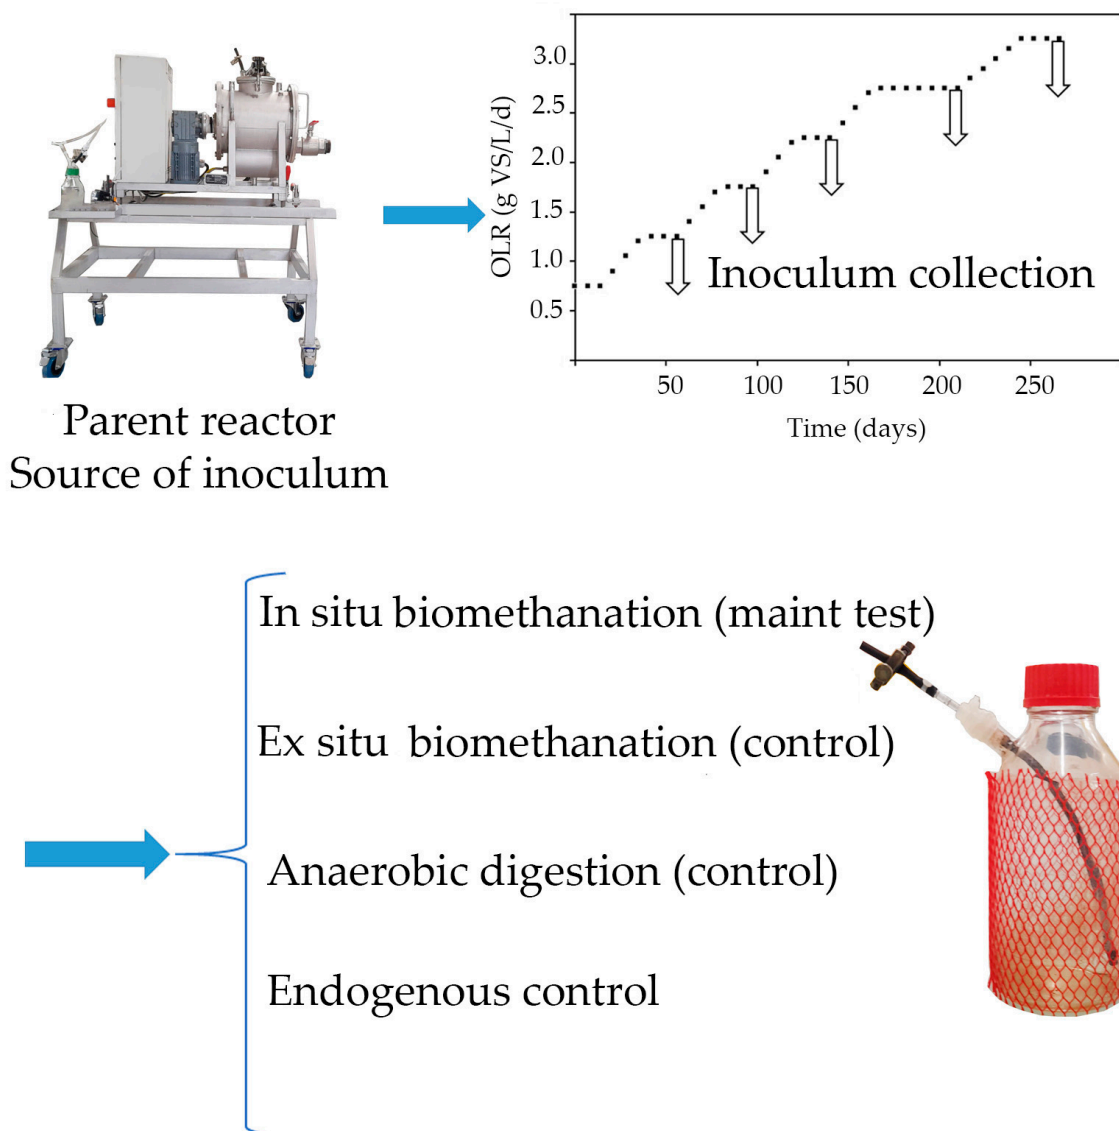 3.0
2.5
2.0
1.5
1.0
0.5
OLR (g VS/L/d)
Inoculum collection
50 100 150 200 250
Time (days)
Parent reactor
Source of inoculum
In situ biomethanation (maint test)
Ex situ biomethanation (control)
Anaerobic digestion (control)
Endogenous control